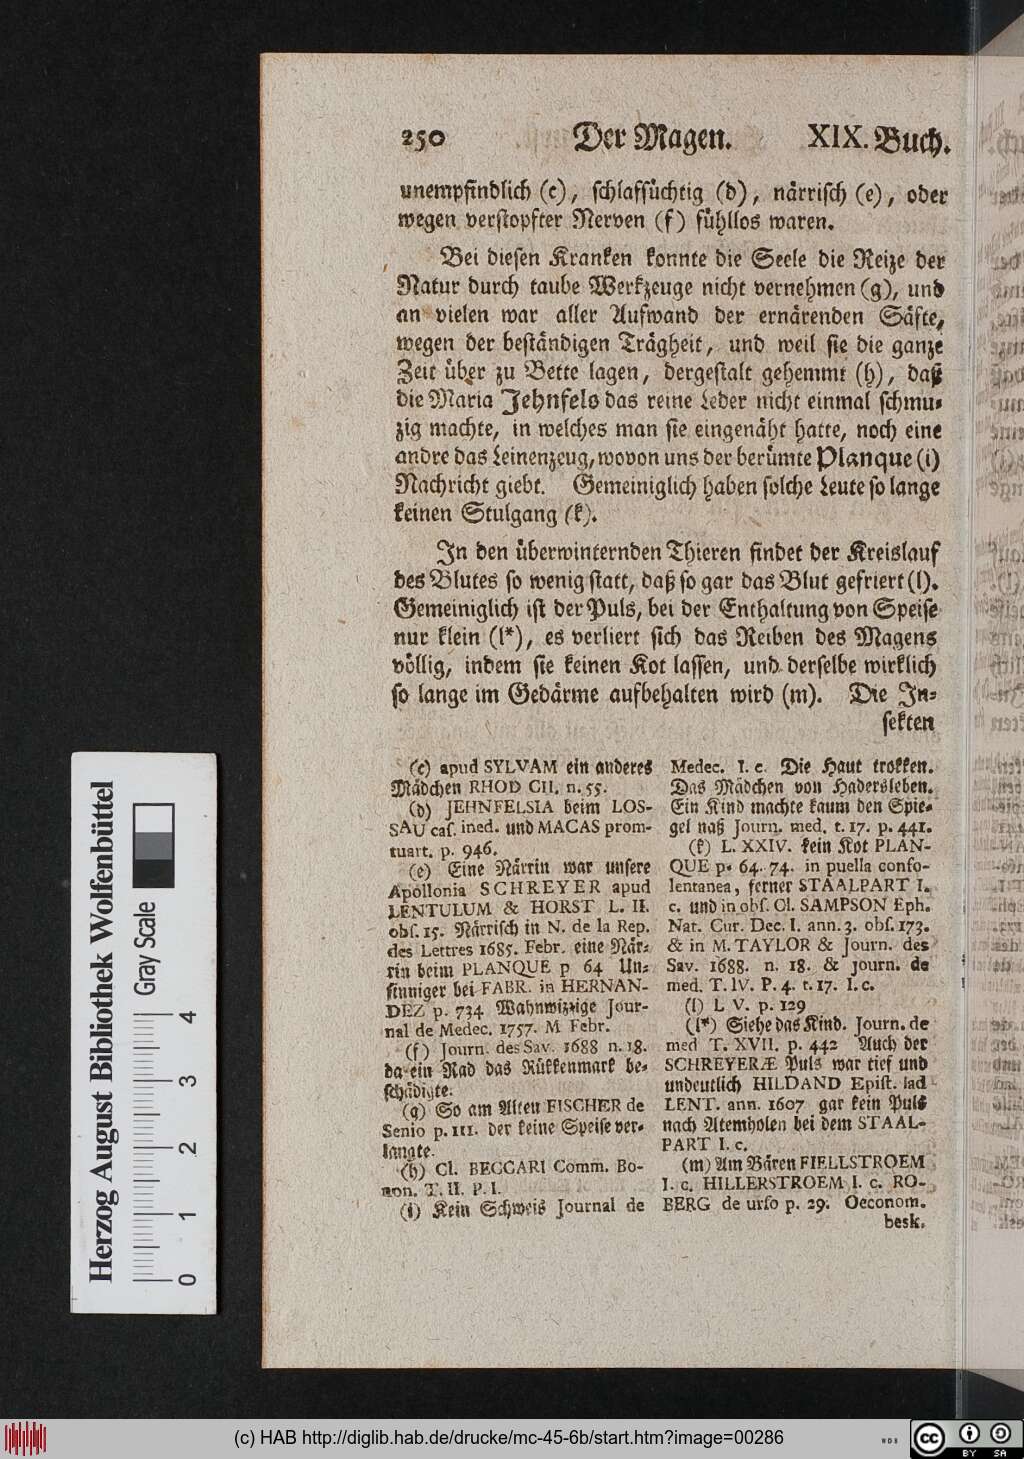 250 Der Magen. XIX. Buch.
unempfindlich (c), schlafsüchtig (d), närrisch (e), oder
wegen verstopfter Nerven (f) fühllos waren.
Bei diesen Kranken konnte die Seele die Reize der
Natur durch taube Werkzeuge nicht vernehmen (g), und
an vielen war aller Aufwand der ernärenden Säfte,
wegen der beständigen Trägheit, und weil sie die ganze
Zeit über zu Bette lagen, dergestalt gehemmt (h), daß
die Maria Jehnfels das reine Leder nicht einmal schmu-
zig machte, in welches man sie eingenäht hatte, noch eine
andre das Leinenzeug, wovon uns der berümte Planque (i)
Nachricht giebt. Gemeiniglich haben solche Leute so lange
keinen Stulgang (k).
In den überwinternden Thieren findet der Kreislauf
des Blutes so wenig statt, daß so gar das Blut gefriert (l).
Gemeiniglich ist der Puls, bei der Enthaltung von Speise
nur klein (l*), es verliert sich das Reiben des Magens
völlig, indem sie keinen Kot lassen, und derselbe wirklich
so lange im Gedärme aufbehalten wird (m). Die In-
sekten
(c) apud SYLVAM ein anderes
Mädchen RHOD CII. n. 55.
(d) JEHNFELSIA beim LOS-
SAU cas. ined. und MACAS prom-
tuart. p. 946.
(e) Eine Närrin war unsere
Apollonia SCHREYER apud
LENTULUM & HORST L. II.
obs. 15. Närrisch in N. de la Rep.
des Lettres 1685. Febr. eine När-
rin beim PLANQUE p 64 Un-
sinniger bei FABR. in HERNAN-
DEZ p. 734 Wahnwizzige Jour-
nal de Medec. 1757. M Febr.
(f) Journ. des Sav. 1688 n. 18.
da ein Rad das Rükkenmark be-
schädigte.
(g) So am Alten FISCHER de
Senio p. 111. der keine Speise ver-
langte.
(h) Cl. BECCARI Comm. Bo-
non. T. II. P. I.
(i) Kein Schweis Journal de
Medec. I. c. Die Haut trokken.
Das Mädchen von Hadersleben.
Ein Kind machte kaum den Spie-
gel naß Journ. med. t. 17. p. 441.
(k) L. XXIV. kein Kot PLAN-
QUE p. 64. 74. in puella confo-
lentanea, ferner STAALPART I.
c. und in obs. Ol. SAMPSON Eph.
Nat. Cur. Dec. I. ann. 3. obs. 173.
& in M. TAYLOR & Journ. des
Sav. 1688. n. 18. & journ. de
med. T. IV. P. 4. t. 17. I. c.
(l) L V. p. 129
(l*) Siehe das Kind. Journ. de
med T. XVII. p. 442 Auch der
SCHREYERÆ Puls war tief und
undeutlich HILDAND Epist. ad
LENT. ann. 1607 gar kein Puls
nach Atemholen bei dem STAAL-
PART I. c.
(m) Am Bären FIELLSTROEM
I. c. HILLERSTROEM I. c. RO-
BERG de urso p. 29. Oeconom.
besk.
Herzog August Bibliothek Wolfenbüttel
Gray Scale
0 1 2 3 4
(c) HAB http://diglib.hab.de/drucke/mc-45-6b/start.htm?image=00286
WDB
cc BY SA